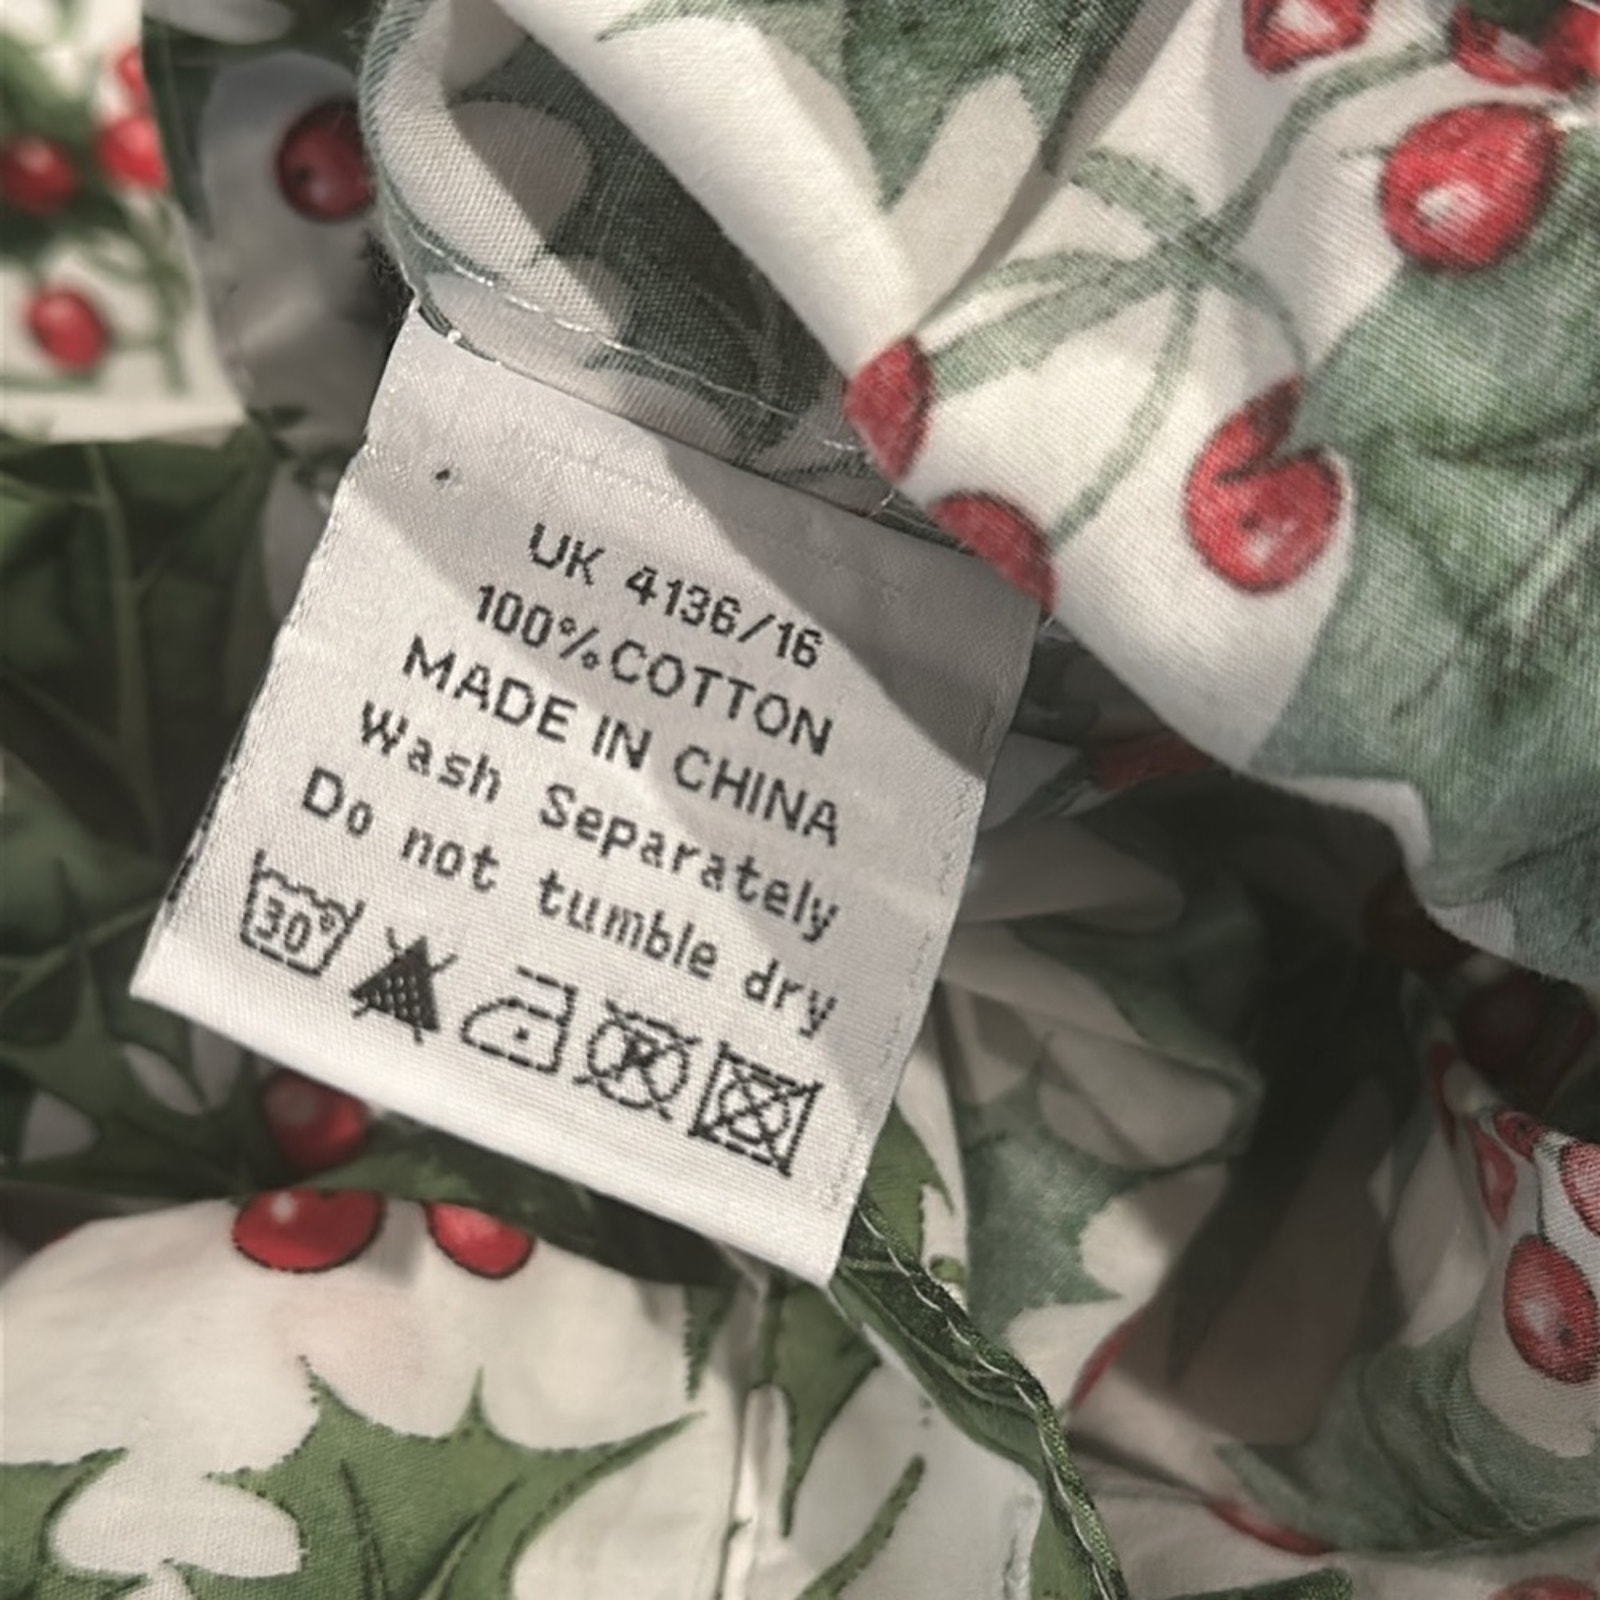 UK 4136/16
100%COTTON
MADE IN CHINA
Wash Separately
Do not tumble dry
30° P